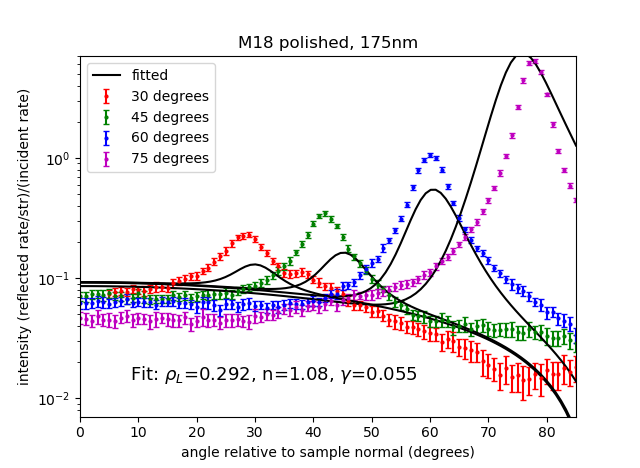 M18 polished, 175nm
intensity (reflected rate/str)/(incident rate)
10⁰
10⁻¹
10⁻²
fitted
30 degrees
45 degrees
60 degrees
75 degrees
Fit: ρ_L=0.292, n=1.08, γ=0.055
0 10 20 30 40 50 60 70 80
angle relative to sample normal (degrees)